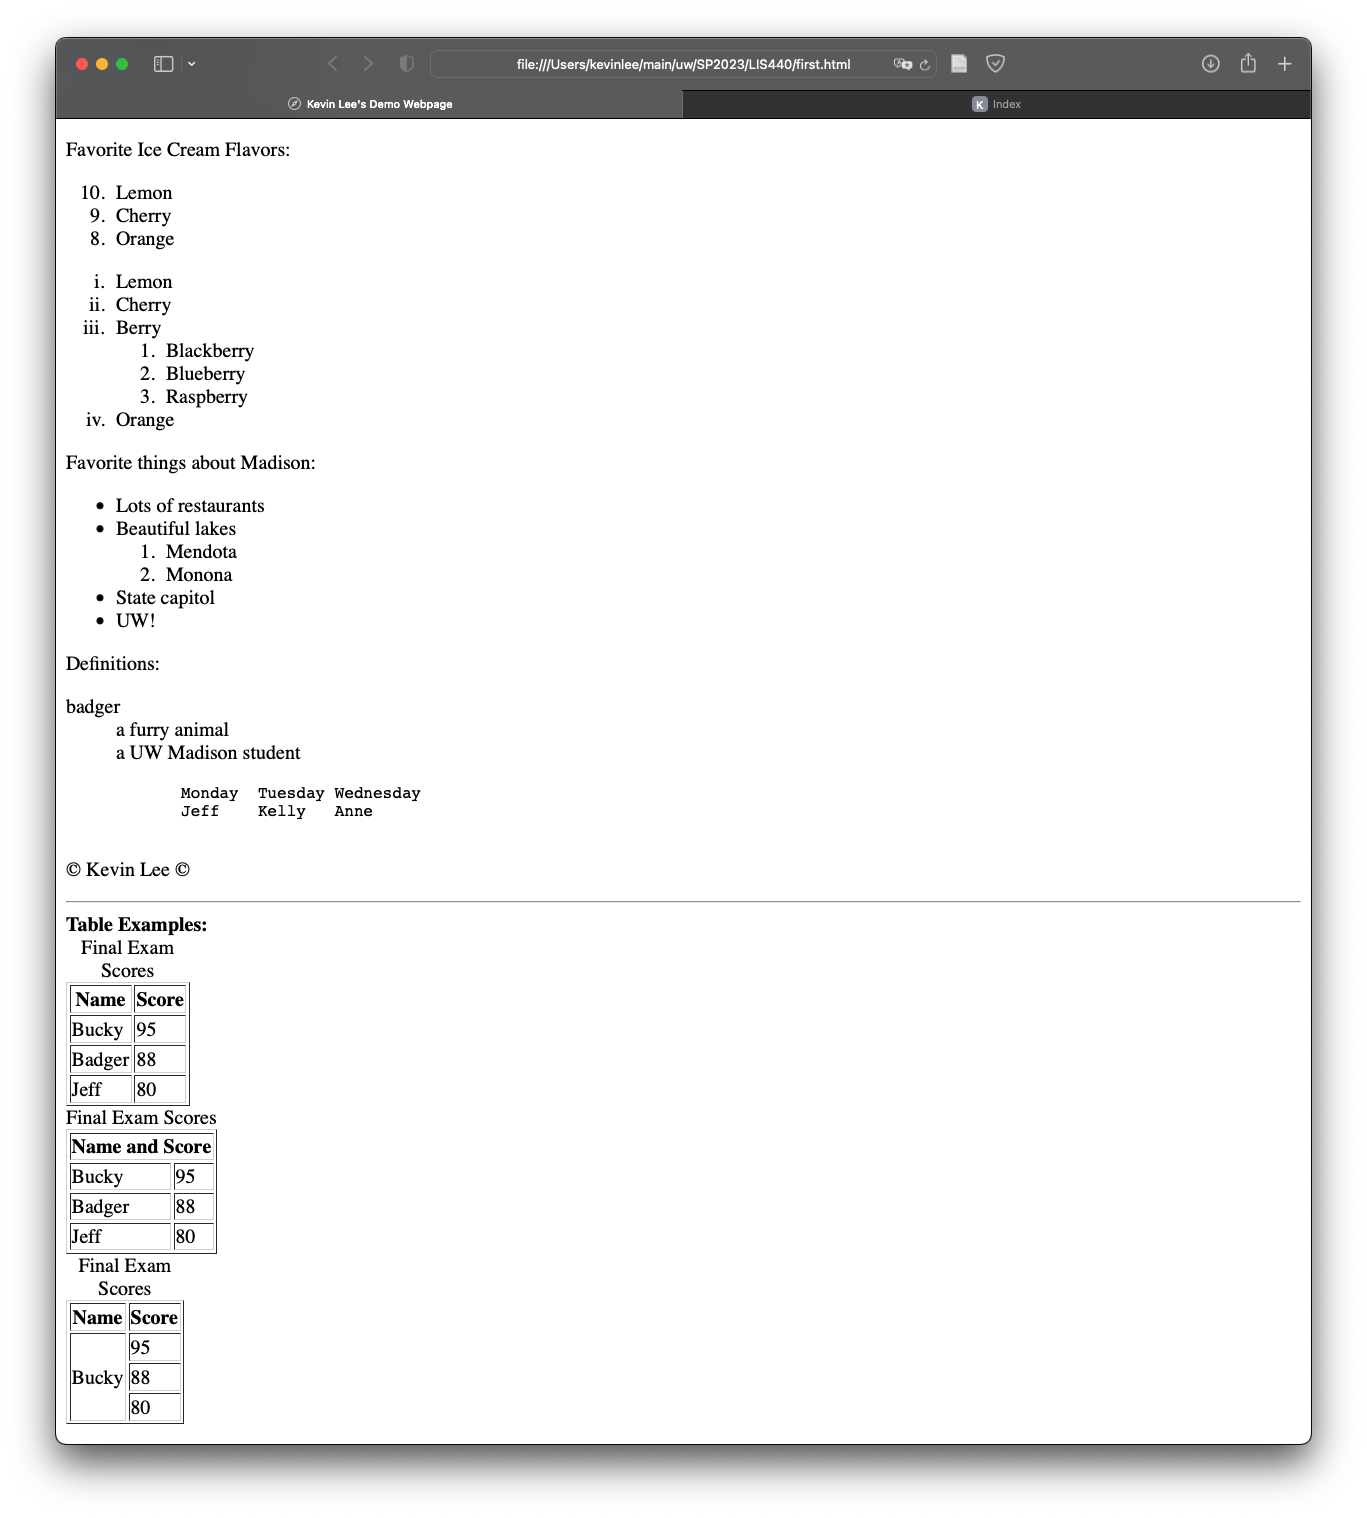 file:///Users/kevinlee/main/uw/SP2023/LIS440/first.html
Kevin Lee's Demo Webpage
K Index
Favorite Ice Cream Flavors:
10. Lemon
9. Cherry
8. Orange
i. Lemon
ii. Cherry
iii. Berry
1. Blackberry
2. Blueberry
3. Raspberry
iv. Orange
Favorite things about Madison:
• Lots of restaurants
• Beautiful lakes
1. Mendota
2. Monona
• State capitol
• UW!
Definitions:
badger
a furry animal
a UW Madison student
Monday Tuesday Wednesday
Jeff Kelly Anne
© Kevin Lee ©
Table Examples:
Final Exam
Scores
Name Score
Bucky 95
Badger 88
Jeff 80
Final Exam Scores
Name and Score
Bucky 95
Badger 88
Jeff 80
Final Exam
Scores
Name Score
95
Bucky 88
80